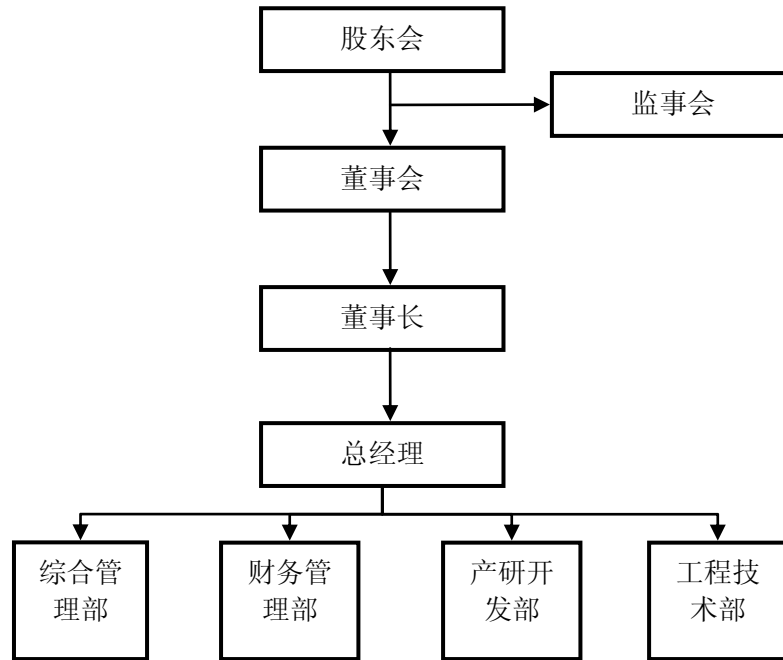 股东会
监事会
董事会
董事长
总经理
综合管
理部
财务管
理部
产研开
发部
工程技
术部